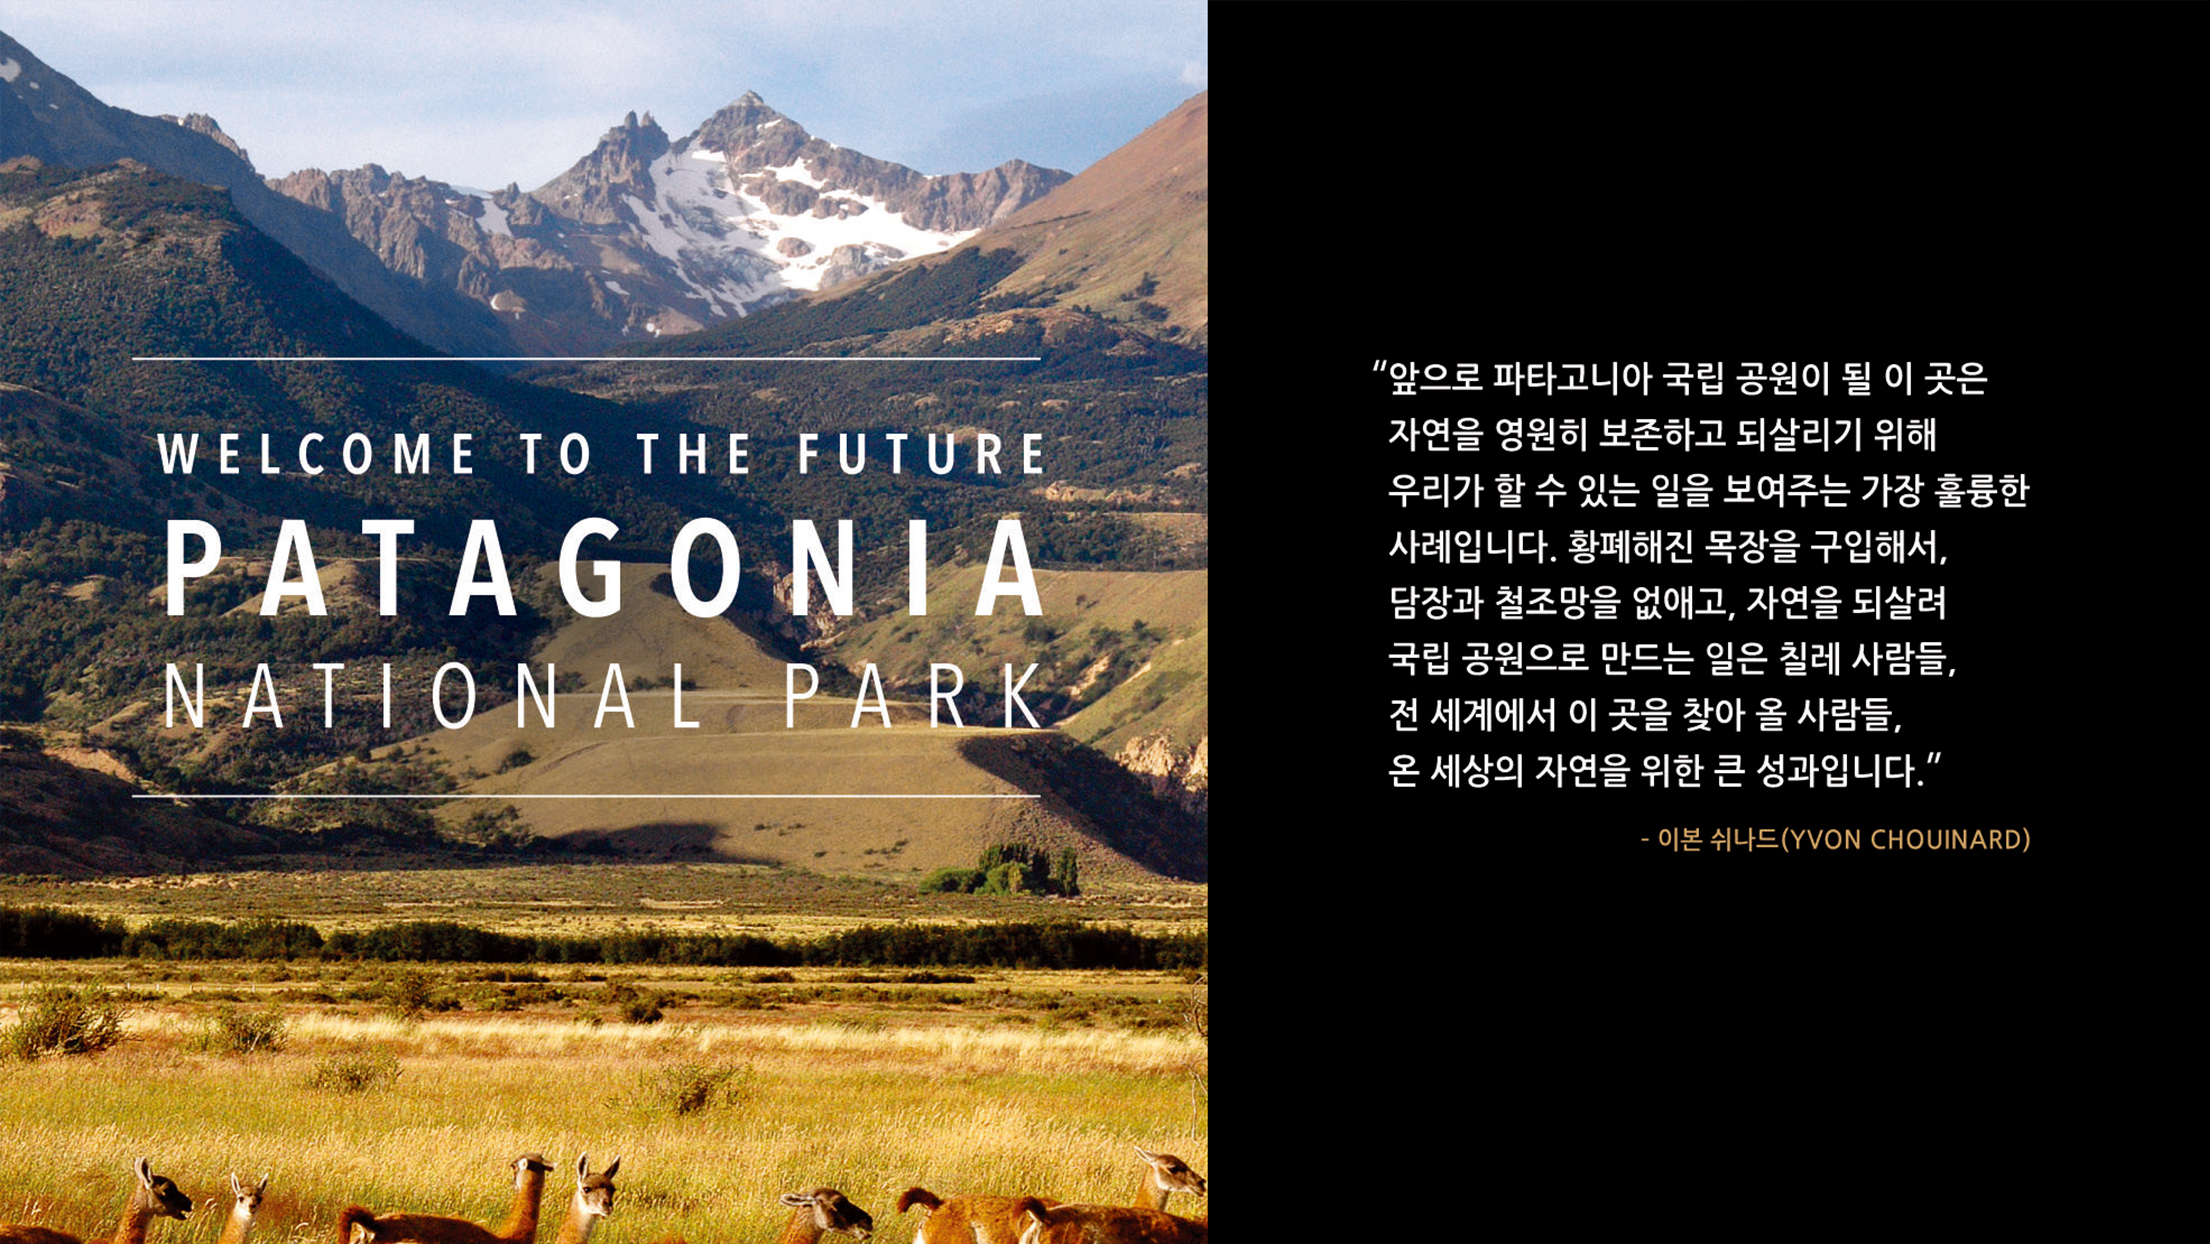 WELCOME TO THE FUTURE
PATAGONIA
NATIONAL PARK
“앞으로 파타고니아 국립 공원이 될 이 곳은
자연을 영원히 보존하고 되살리기 위해
우리가 할 수 있는 일을 보여주는 가장 훌륭한
사례입니다. 황폐해진 목장을 구입해서,
담장과 철조망을 없애고, 자연을 되살려
국립 공원으로 만드는 일은 칠레 사람들,
전 세계에서 이 곳을 찾아 올 사람들,
온 세상의 자연을 위한 큰 성과입니다.”
- 이본 쉬나드(YVON CHOUINARD)